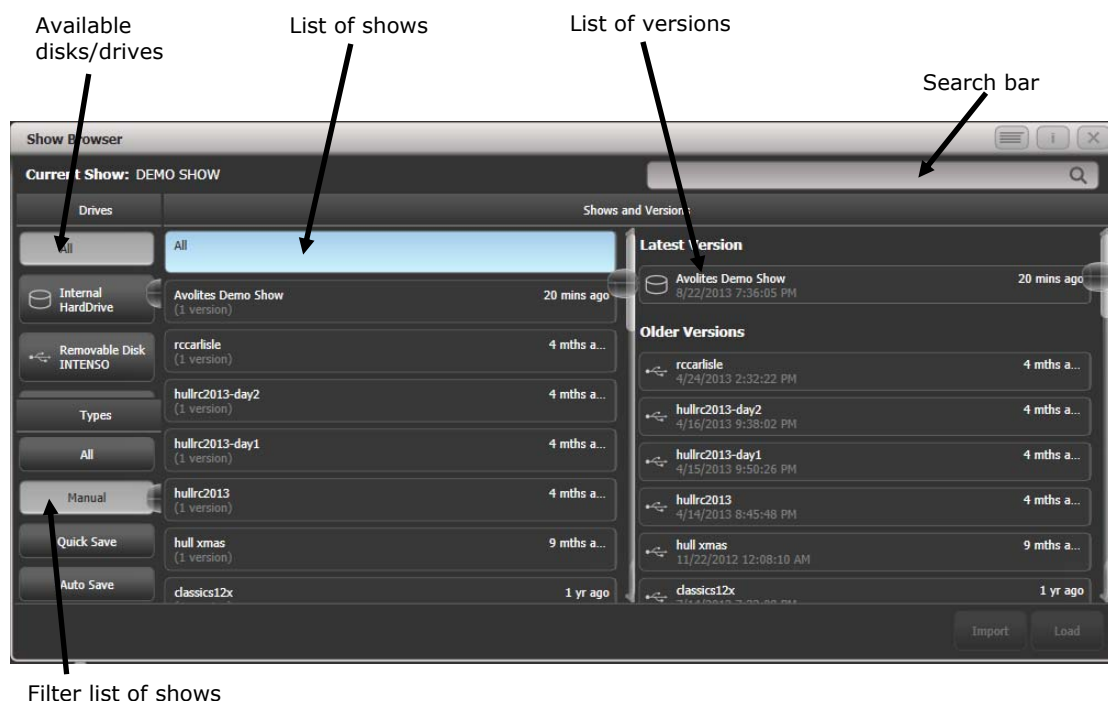 Available
disks/drives
List of shows
List of versions
Search bar
Show Browser
i
Current Show: DEMO SHOW
Drives
Shows and Versions
All
Internal
HardDrive
Removable Disk
INTENSO
Types
All
Manual
Quick Save
Auto Save
All
Avolites Demo Show 20 mins ago
(1 version)
rccarlisle 4 mths a...
(1 version)
hullrc2013-day2 4 mths a...
(1 version)
hullrc2013-day1 4 mths a...
(1 version)
hullrc2013 4 mths a...
(1 version)
hull xmas 9 mths a...
(1 version)
classics12x 1 yr ago
Latest Version
Avolites Demo Show 20 mins ago
8/22/2013 7:36:05 PM
Older Versions
rccarlisle 4 mths a...
4/24/2013 2:32:22 PM
hullrc2013-day2 4 mths a...
4/16/2013 9:38:02 PM
hullrc2013-day1 4 mths a...
4/15/2013 9:50:26 PM
hullrc2013 4 mths a...
4/14/2013 8:45:48 PM
hull xmas 9 mths a...
11/22/2012 12:08:10 AM
classics12x 1 yr ago
Import Load
Filter list of shows